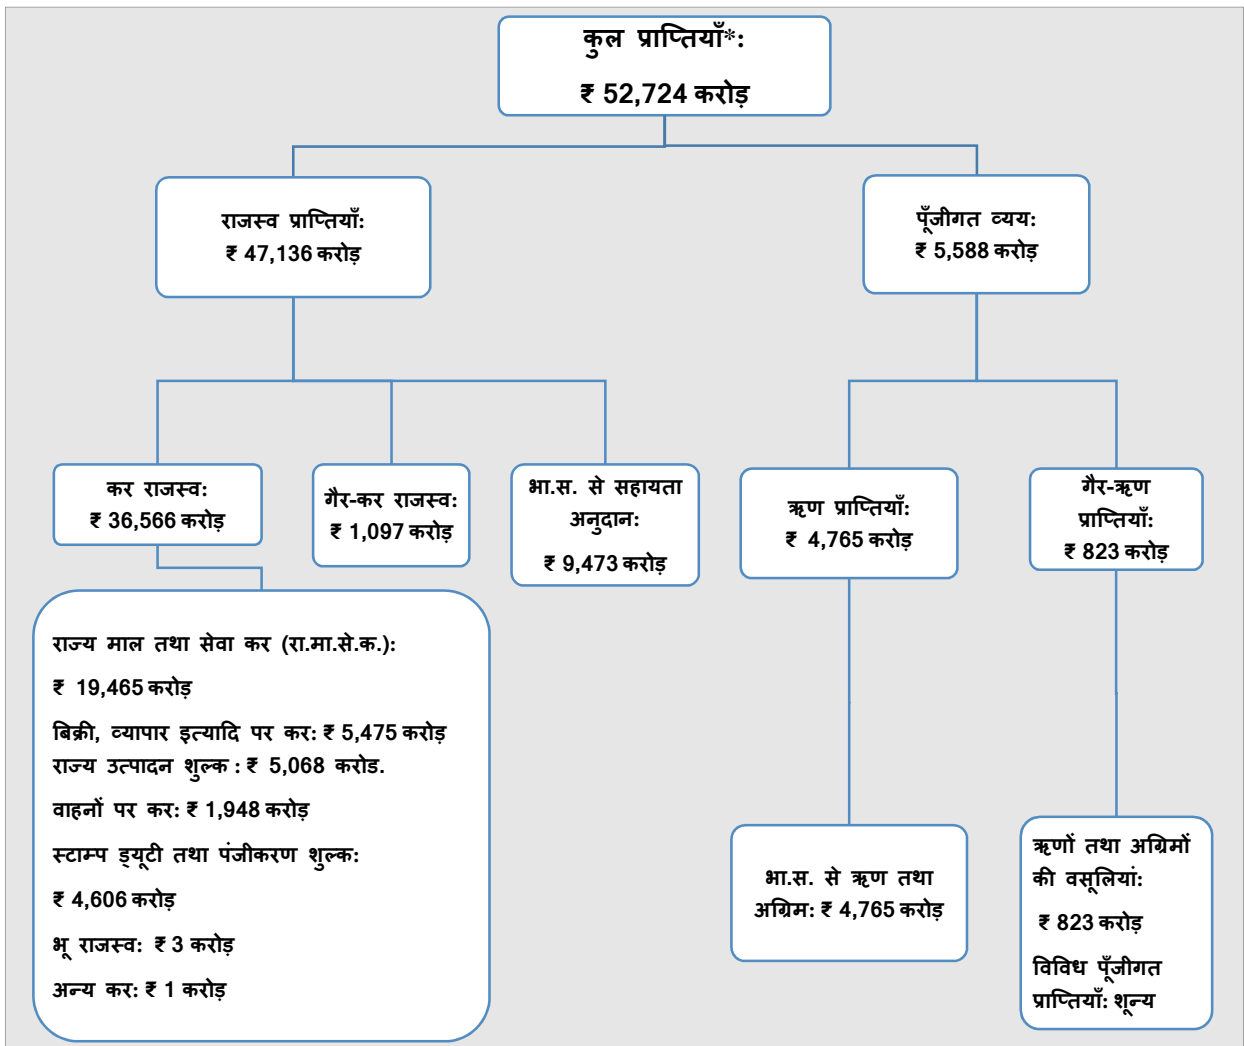 कुल प्राप्तियाँ*:
₹ 52,724 करोड़
राजस्व प्राप्तियाँ:
₹ 47,136 करोड़
पूँजीगत व्यय:
₹ 5,588 करोड़
कर राजस्व:
₹ 36,566 करोड़
गैर-कर राजस्व:
₹ 1,097 करोड़
भा.स. से सहायता
अनुदान:
₹ 9,473 करोड़
ऋण प्राप्तियाँ:
₹ 4,765 करोड़
गैर-ऋण
प्राप्तियाँ:
₹ 823 करोड़
राज्य माल तथा सेवा कर (रा.मा.से.क.):
₹ 19,465 करोड़
बिक्री, व्यापार इत्यादि पर कर: ₹ 5,475 करोड़
राज्य उत्पादन शुल्क : ₹ 5,068 करोड.
वाहनों पर कर: ₹ 1,948 करोड़
स्टाम्प ड्यूटी तथा पंजीकरण शुल्क:
₹ 4,606 करोड़
भू राजस्व: ₹ 3 करोड़
अन्य कर: ₹ 1 करोड़
भा.स. से ऋण तथा
अग्रिम: ₹ 4,765 करोड़
ऋणों तथा अग्रिमों
की वसूलियां:
₹ 823 करोड़
विविध पूँजीगत
प्राप्तियाँ: शून्य